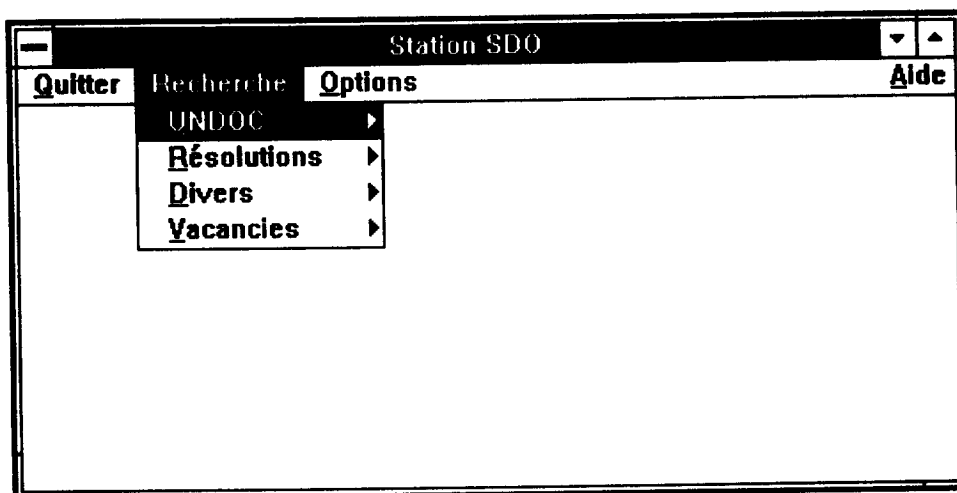 Station SDO
Quitter Recherche Options Aide
UNDOC
Résolutions
Divers
Vacancies